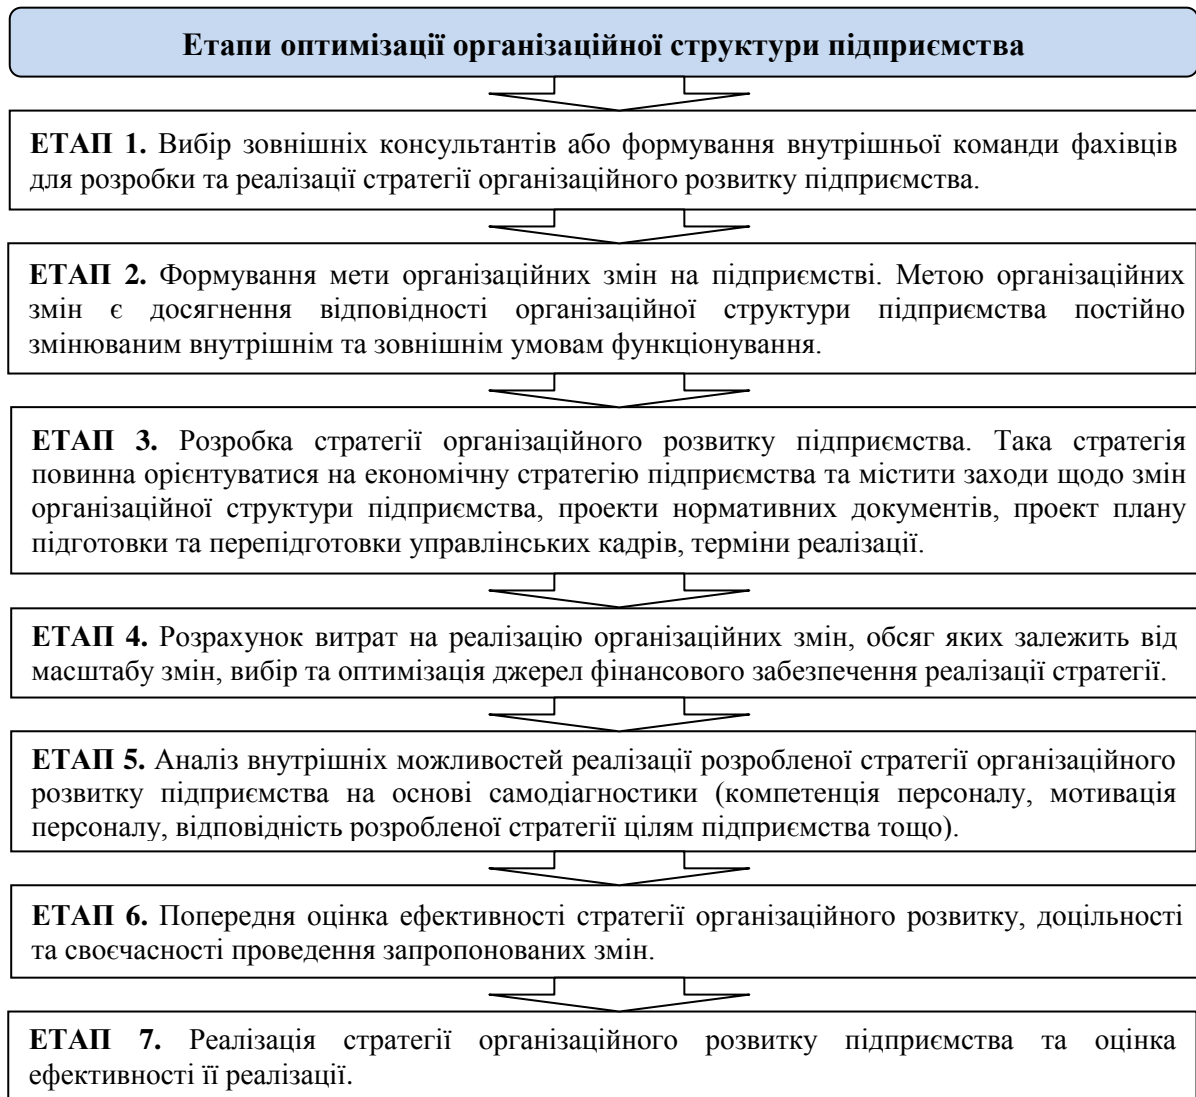 Етапи оптимізації організаційної структури підприємства
ЕТАП 1. Вибір зовнішніх консультантів або формування внутрішньої команди фахівців
для розробки та реалізації стратегії організаційного розвитку підприємства.
ЕТАП 2. Формування мети організаційних змін на підприємстві. Метою організаційних
змін є досягнення відповідності організаційної структури підприємства постійно
змінюваним внутрішнім та зовнішнім умовам функціонування.
ЕТАП 3. Розробка стратегії організаційного розвитку підприємства. Така стратегія
повинна орієнтуватися на економічну стратегію підприємства та містити заходи щодо змін
організаційної структури підприємства, проекти нормативних документів, проект плану
підготовки та перепідготовки управлінських кадрів, терміни реалізації.
ЕТАП 4. Розрахунок витрат на реалізацію організаційних змін, обсяг яких залежить від
масштабу змін, вибір та оптимізація джерел фінансового забезпечення реалізації стратегії.
ЕТАП 5. Аналіз внутрішніх можливостей реалізації розробленої стратегії організаційного
розвитку підприємства на основі самодіагностики (компетенція персоналу, мотивація
персоналу, відповідність розробленої стратегії цілям підприємства тощо).
ЕТАП 6. Попередня оцінка ефективності стратегії організаційного розвитку, доцільності
та своєчасності проведення запропонованих змін.
ЕТАП 7. Реалізація стратегії організаційного розвитку підприємства та оцінка
ефективності її реалізації.